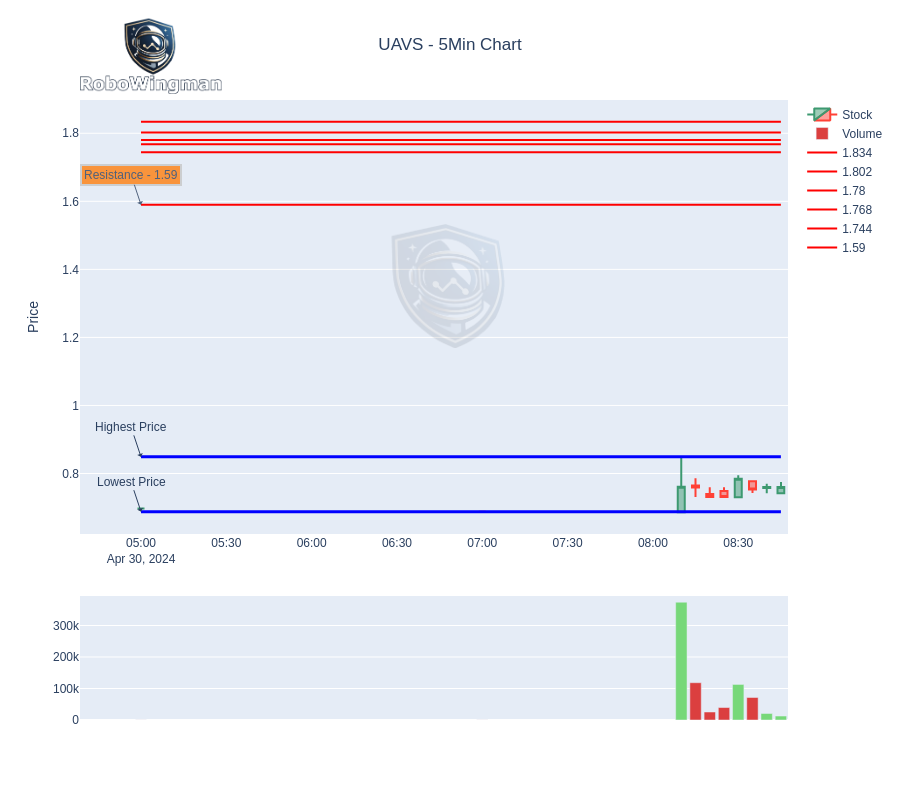 UAVS - 5Min Chart
RoboWingman
Stock
Volume
1.834
1.802
1.78
1.768
1.744
1.59
Price
1.8
1.6
1.4
1.2
1
0.8
Resistance - 1.59
Highest Price
Lowest Price
05:00
05:30
06:00
06:30
07:00
07:30
08:00
08:30
Apr 30, 2024
300k
200k
100k
0